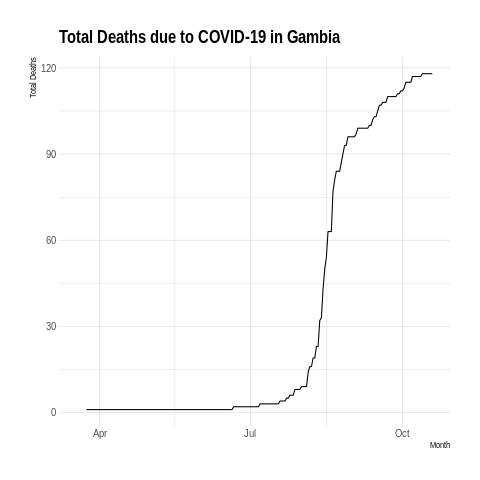 Total Deaths due to COVID-19 in Gambia
Total Deaths
120
90
60
30
0
Apr Jul Oct
Month